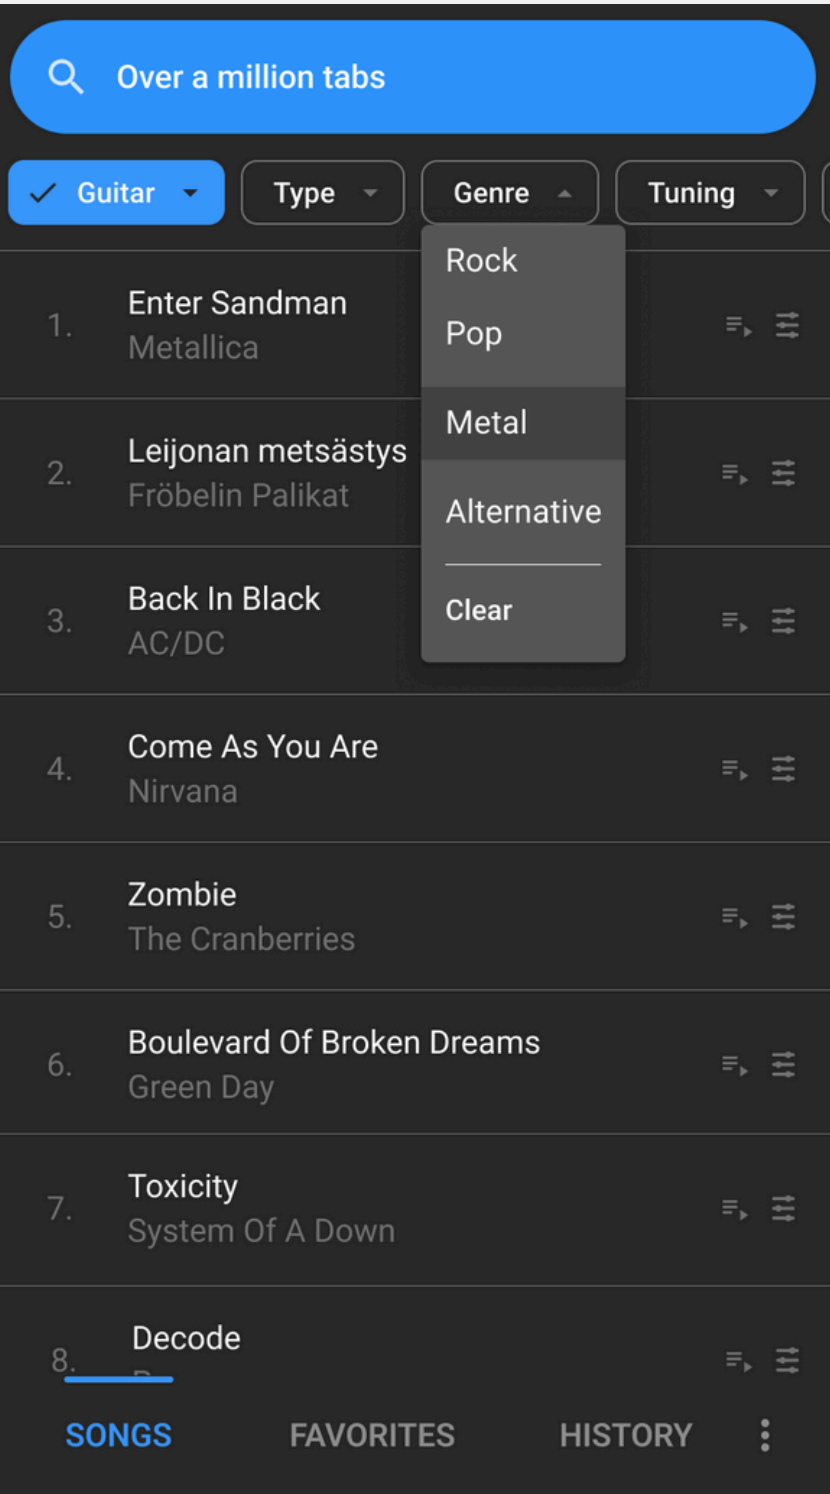 Over a million tabs
Guitar Type Genre Tuning
Rock
Pop
Metal
Alternative
Clear
1. Enter Sandman
Metallica
2. Leijonan metsästys
Fröbelin Palikat
3. Back In Black
AC/DC
4. Come As You Are
Nirvana
5. Zombie
The Cranberries
6. Boulevard Of Broken Dreams
Green Day
7. Toxicity
System Of A Down
8. Decode
SONGS FAVORITES HISTORY